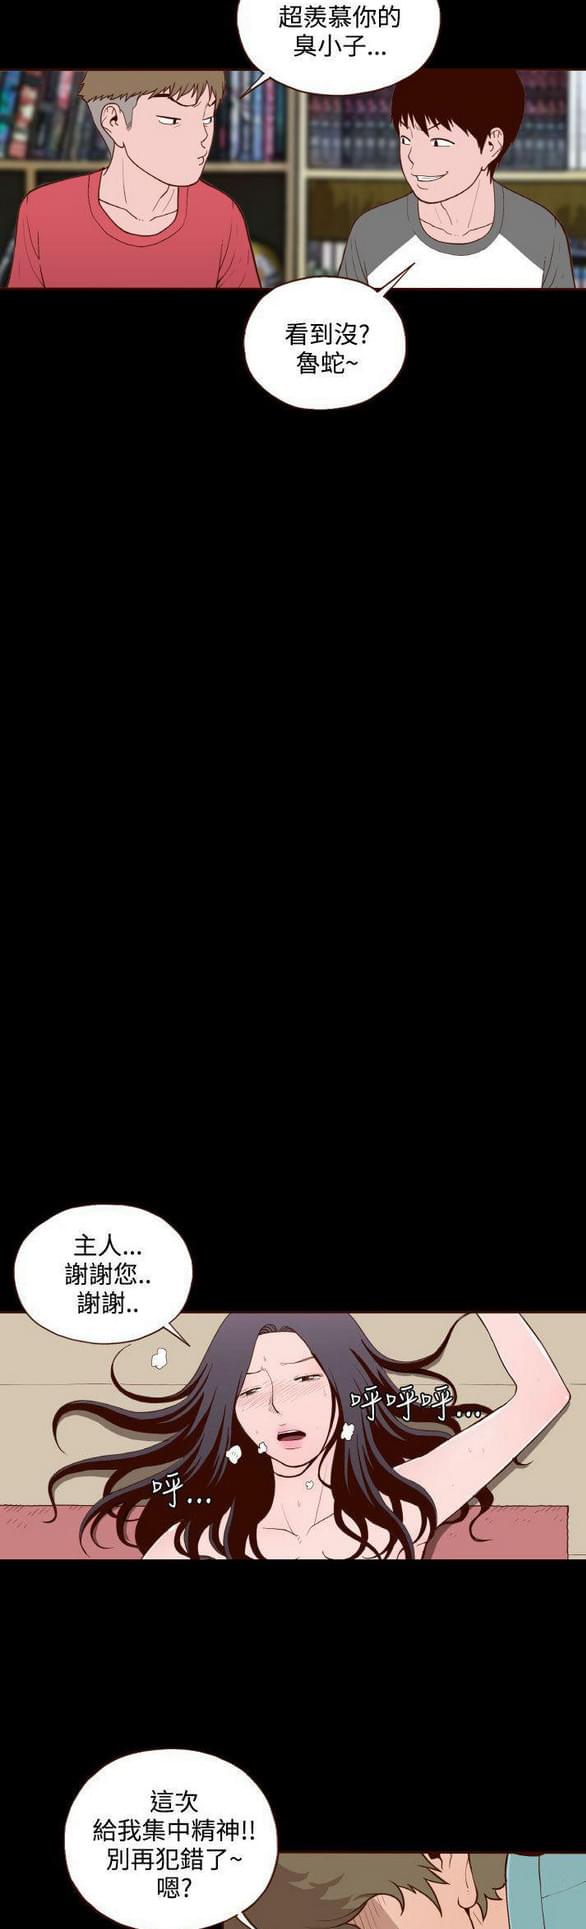 超羨慕你的
臭小子...
看到沒?
魯蛇~
主人...
謝謝您..
謝謝..
呼呼呼...
呼...
這次
給我集中精神!!
別再犯錯了~
嗯?